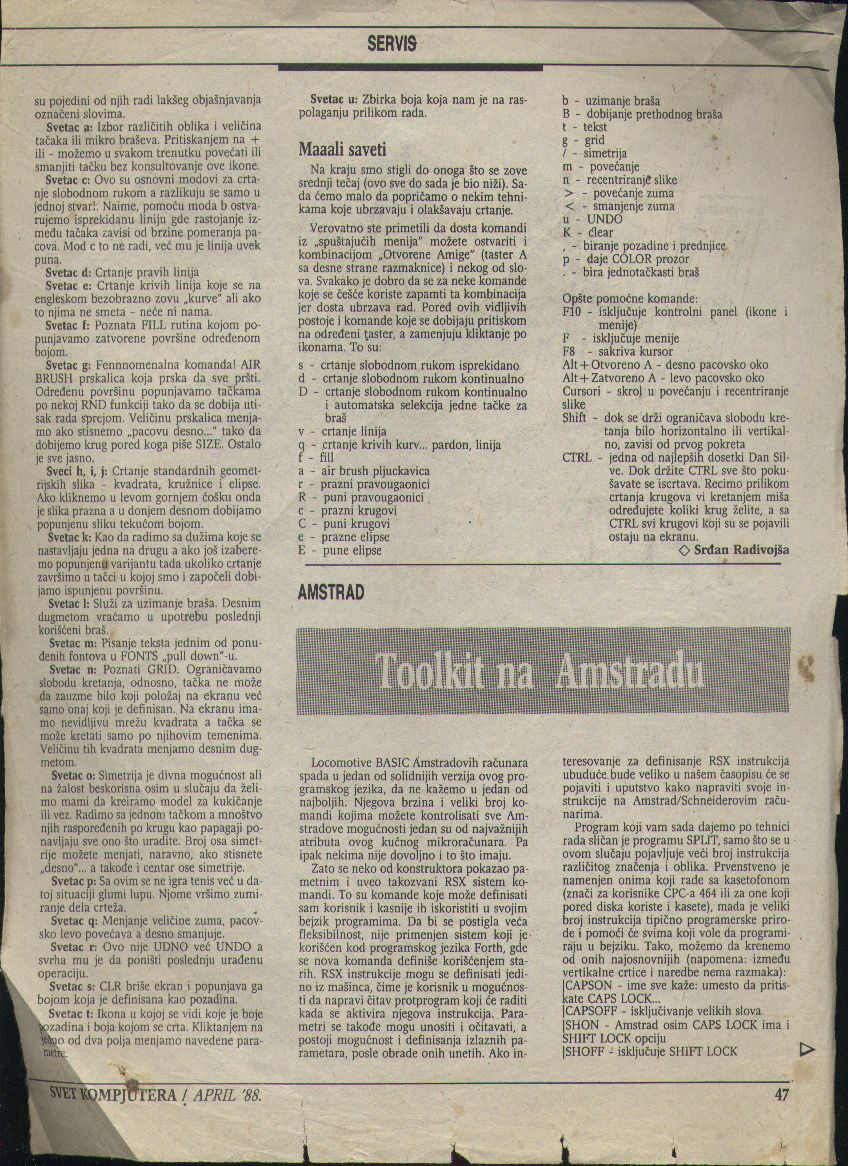 SERVIS
su pojedini od njih radi lakšeg objašnjavanja
označeni slovima.
Svetac a: Izbor različitih oblika i veličina
tačaka ili mikro braševa. Pritiskanjem na +
ili - možemo u svakom trenutku povećati ili
smanjiti tačku bez konsultovanje ove ikone.
Svetac c: Ovo su osnovni modovi za crta-
nje slobodnom rukom a razlikuju se samo u
jednoj stvari. Naime, pomoću moda b ostva-
rujemo isprekidanu liniju gde rastojanje iz-
među tačaka zavisi od brzine pomeranja pa-
cova. Mod c to ne radi, već mu je linija uvek
puna.
Svetac d: Crtanje pravih linija
Svetac e: Crtanje krivih linija koje se na
engleskom bezobrazno zovu „kurve" ali ako
to njima ne smeta - neće ni nama.
Svetac f: Poznata FILL rutina kojom po-
punjavamo zatvorene površine određenom
bojom.
Svetac g: Fennnomenalna komanda! AIR
BRUSH prskalica koja prska da sve pršti.
Određenu površinu popunjavamo tačkama
po nekoj RND funkciji tako da se dobija uti-
sak rada sprejom. Veličinu prskalica menja-
mo ako stisnemo „pacovu desno..." tako da
dobijemo krug pored koga piše SIZE. Ostalo
je sve jasno.
Sveci h, i, j: Crtanje standardnih geomet-
rijskih slika - kvadrata, kružnice i elipse.
Ako kliknemo u levom gornjem ćošku onda
je slika prazna a u donjem desnom dobijamo
popunjenu sliku tekućom bojom.
Svetac k: Kao da radimo sa dužima koje se
nastavljaju jedna na drugu a ako još izabere-
mo popunjenu varijantu tada ukoliko crtanje
završimo u tačci u kojoj smo i započeli dobi-
jamo ispunjenu površinu.
Svetac l: Služi za uzimanje braša. Desnim
dugmetom vraćamo u upotrebu poslednji
korišćeni braš.
Svetac m: Pisanje teksta jednim od ponu-
đenih fontova u FONTS „pull down"-u.
Svetac n: Poznati GRID. Ograničavamo
slobodu kretanja, odnosno, tačka ne može
da zauzme bilo koji položaj na ekranu već
samo onaj koji je definisan. Na ekranu ima-
mo nevidljivu mrežu kvadrata a tačka se
može kretati samo po njihovim temenima.
Veličinu tih kvadrata menjamo desnim dug-
metom.
Svetac o: Simetrija je divna mogućnost ali
na žalost beskorisna osim u slučaju da želi-
mo mami da kreiramo model za kukičanje
ili vez. Radimo sa jednom tačkom a mnoštvo
njih raspoređenih po krugu kao papagaji po-
navljaju sve ono što uradite. Broj osa simet-
rije možete menjati, naravno, ako stisnete
„desno"... a takođe i centar ose simetrije.
Svetac p: Sa ovim se ne igra tenis već u da-
toj situaciji glumi lupu. Njome vršimo zumi-
ranje dela crteža.
Svetac q: Menjanje veličine zuma, pacov-
sko levo povećava a desno smanjuje.
Svetac r: Ovo nije UDNO već UNDO a
svrha mu je da poništi poslednju urađenu
operaciju.
Svetac s: CLR briše ekran i popunjava ga
bojom koja je definisana kao pozadina.
Svetac t: Ikona u kojoj se vidi koje je boje
pozadina i boja kojom se crta. Kliktanjem na
jedno od dva polja menjamo navedene para-
metre.
Svetac u: Zbirka boja koja nam je na ras-
polaganju prilikom rada.
Maaali saveti
Na kraju smo stigli do onoga što se zove
srednji tečaj (ovo sve do sada je bio niži). Sa-
da ćemo malo da popričamo o nekim tehni-
kama koje ubrzavaju i olakšavaju crtanje.
Verovatno ste primetili da dosta komandi
iz „spuštajućih menija" možete ostvariti i
kombinacijom „Otvorene Amige" (taster A
sa desne strane razmaknice) i nekog od slo-
va. Svakako je dobro da se za neke komande
koje se češće koriste zapamti ta kombinacija
jer dosta ubrzava rad. Pored ovih vidljivih
postoje i komande koje se dobijaju pritiskom
na određeni taster, a zamenjuju kliktanje po
ikonama. To su:
s - crtanje slobodnom rukom isprekidano
d - crtanje slobodnom rukom kontinualno
D - crtanje slobodnom rukom kontinualno
i automatska selekcija jedne tačke za
braš
v - crtanje linija
q - crtanje krivih kurv... pardon, linija
f - fill
a - air brush pljuckavica
r - prazni pravougaonici
R - puni pravougaonici
c - prazni krugovi
C - puni krugovi
e - prazne elipse
E - pune elipse
b - uzimanje braša
B - dobijanje prethodnog braša
t - tekst
g - grid
/ - simetrija
m - povećanje
n - recentriranje slike
> - povećanje zuma
< - smanjenje zuma
u - UNDO
K - clear
, - biranje pozadine i prednjice
p - daje COLOR prozor
. - bira jednotačkasti braš
Opšte pomoćne komande:
F10 - isključuje kontrolni panel (ikone i
menije)
F - isključuje menije
F8 - sakriva kursor
Alt+Otvoreno A - desno pacovsko oko
Alt+Zatvoreno A - levo pacovsko oko
Cursori - skrol u povećanju i recentriranje
slike
Shift - dok se drži ograničava slobodu kre-
tanja bilo horizontalno ili vertikal-
no, zavisi od prvog pokreta
CTRL - jedna od najlepših dosetki Dan Sil-
ve. Dok držite CTRL sve što poku-
šavate se iscrtava. Recimo prilikom
crtanja krugova vi kretanjem miša
određujete koliki krug želite, a sa
CTRL svi krugovi koji su se pojavili
ostaju na ekranu.
◇ Srđan Radivojša
AMSTRAD
Toolkit na Amstradu
Locomotive BASIC Amstradovih računara
spada u jedan od solidnijih verzija ovog pro-
gramskog jezika, da ne kažemo u jedan od
najboljih. Njegova brzina i veliki broj ko-
mandi kojima možete kontrolisati sve Am-
stradove mogućnosti jedan su od najvažnijih
atributa ovog kućnog mikroračunara. Pa
ipak nekima nije dovoljno i to što imaju.
Zato se neko od konstruktora pokazao pa-
metnim i uveo takozvani RSX sistem ko-
mandi. To su komande koje može definisati
sam korisnik i kasnije ih iskoristiti u svojim
bejzik programima. Da bi se postigla veća
fleksibilnost, nije primenjen sistem koji je
korišćen kod programskog jezika Forth, gde
se nova komanda definiše korišćenjem sta-
rih. RSX instrukcije mogu se definisati jedi-
no iz mašinca, čime je korisnik u mogućnos-
ti da napravi čitav protprogram koji će raditi
kada se aktivira njegova instrukcija. Para-
metri se takođe mogu unositi i očitavati, a
postoji mogućnost i definisanja izlaznih pa-
rametara, posle obrade onih unetih. Ako in-
teresovanje za definisanje RSX instrukcija
ubuduće bude veliko u našem časopisu će se
pojaviti i uputstvo kako napraviti svoje in-
strukcije na Amstrad/Schneiderovim raču-
narima.
Program koji vam sada dajemo po tehnici
rada sličan je programu SPLIT, samo što se u
ovom slučaju pojavljuje veći broj instrukcija
različitog značenja i oblika. Prvenstveno je
namenjen onima koji rade sa kasetofonom
(znači za korisnike CPC-a 464 ili za one koji
pored diska koriste i kasete), mada je veliki
broj instrukcija tipično programerske priro-
de i pomoći će svima koji vole da programi-
raju u bejziku. Tako, možemo da krenemo
od onih najosnovnijih (napomena: između
vertikalne crtice i naredbe nema razmaka):
|CAPSON - ime sve kaže: umesto da pritis-
kate CAPS LOCK...
|CAPSOFF - isključivanje velikih slova
|SHON - Amstrad osim CAPS LOCK ima i
SHIFT LOCK opciju
|SHOFF - isključuje SHIFT LOCK
SVET KOMPJUTERA / APRIL '88.
47